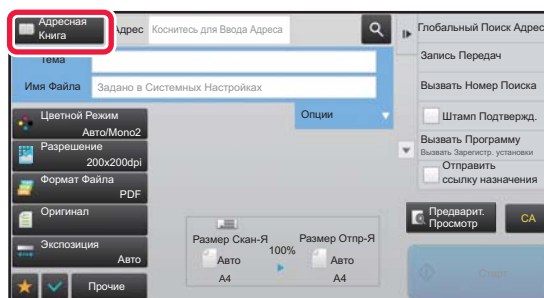 Адресная
Книга
Адрес
Коснитесь для Ввода Адреса
Тема
Имя Файла
Задано в Системных Настройках
Опции
Цветной Режим
Авто/Mono2
Разрешение
200x200dpi
Формат Файла
PDF
Оригинал
Экспозиция
Авто
Прочие
Размер Скан-Я
Авто
A4
100%
Размер Отпр-Я
Авто
A4
Глобальный Поиск Адрес
Запись Передач
Вызвать Номер Поиска
Штамп Подтвержд.
Вызвать Программу
Вызвать Зарегистр. установки
Отправить
ссылку назначения
Предварит.
Просмотр
CA
Старт